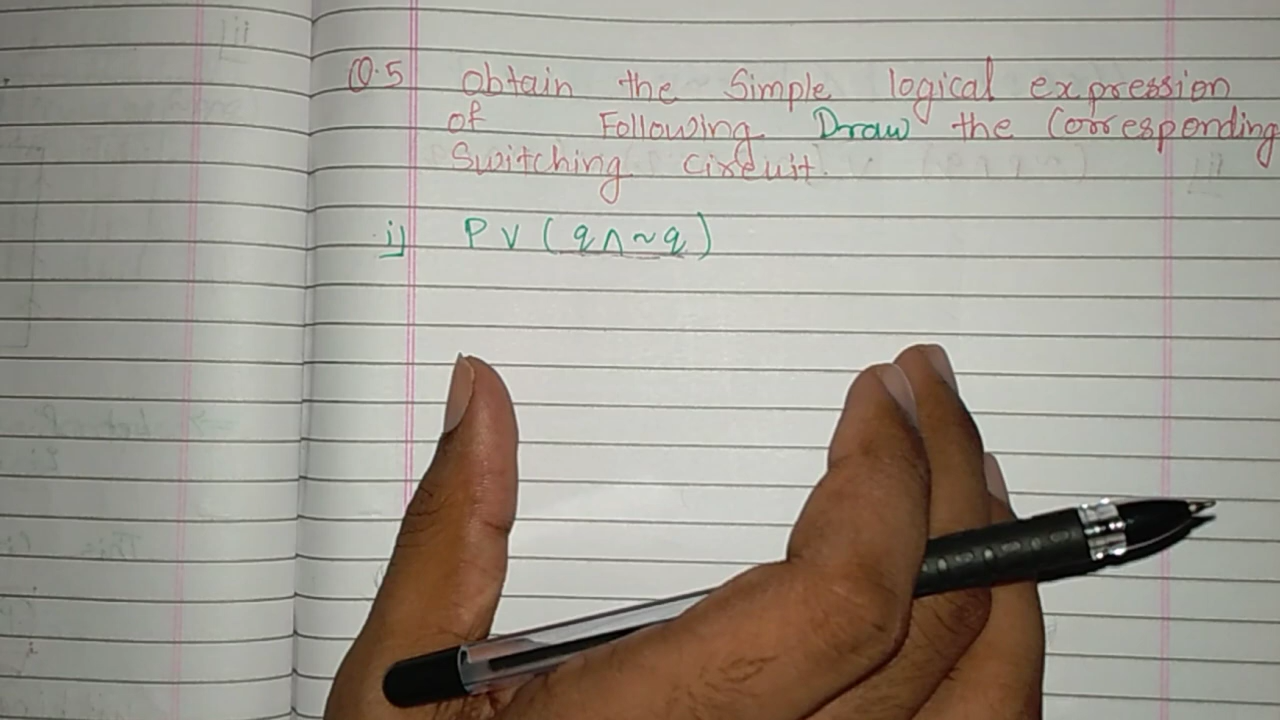 Q.5 Obtain the Simple logical expression
of Following Draw the Corresponding
Switching Circuit.
i) P ∨ ( q ∧ ~ q )